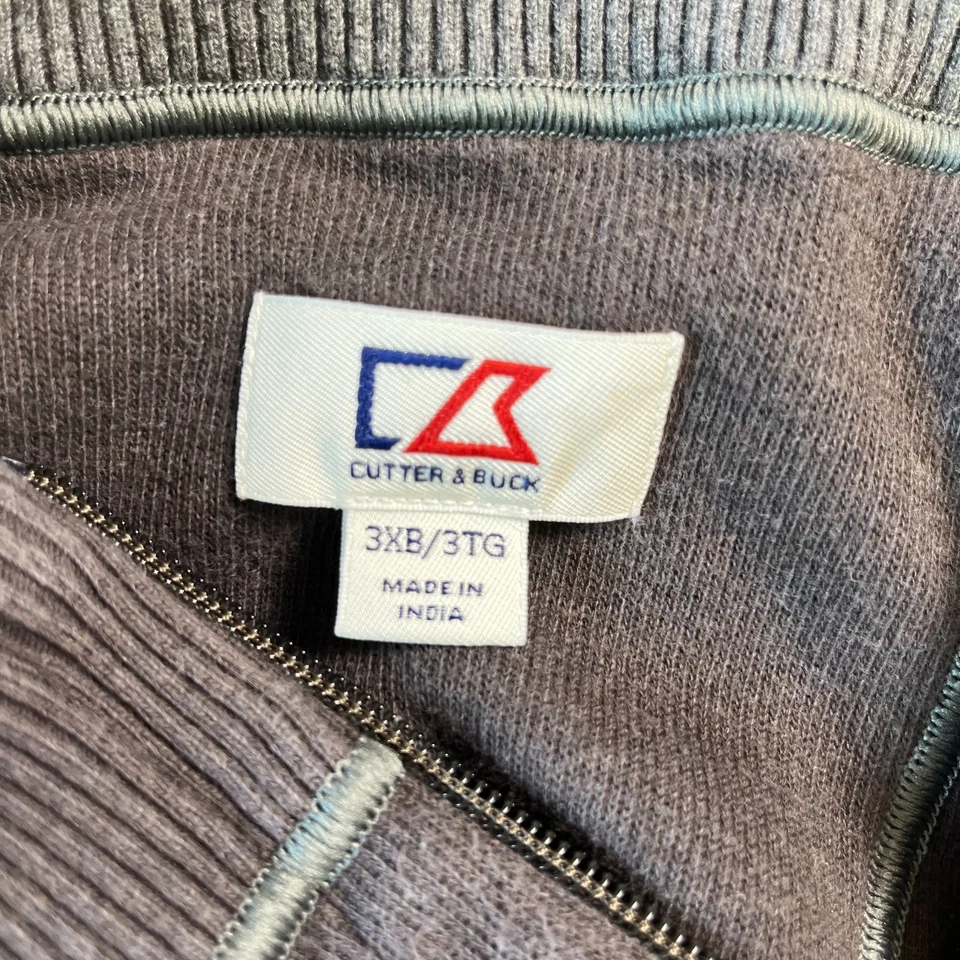 CUTTER & BUCK
3XB/3TG
MADE IN
INDIA